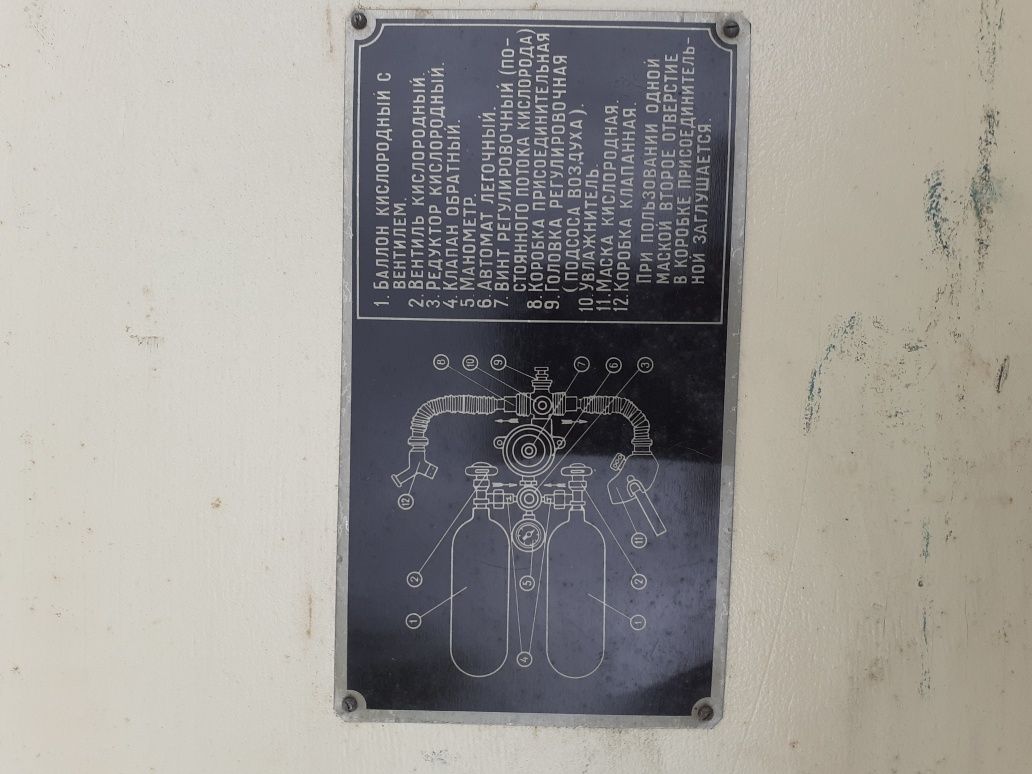 1. БАЛЛОН КИСЛОРОДНЫЙ С
ВЕНТИЛЕМ.
2. ВЕНТИЛЬ КИСЛОРОДНЫЙ.
3. РЕДУКТОР КИСЛОРОДНЫЙ.
4. КЛАПАН ОБРАТНЫЙ.
5. МАНОМЕТР.
6. АВТОМАТ ЛЕГОЧНЫЙ.
7. ВИНТ РЕГУЛИРОВОЧНЫЙ (ПО-
СТОЯННОГО ПОТОКА КИСЛОРОДА)
8. КОРОБКА ПРИСОЕДИНИТЕЛЬНАЯ
9. ГОЛОВКА РЕГУЛИРОВОЧНАЯ
( ПОДСОСА ВОЗДУХА ).
10. УВЛАЖНИТЕЛЬ.
11. МАСКА КИСЛОРОДНАЯ.
12. КОРОБКА КЛАПАННАЯ.
ПРИ ПОЛЬЗОВАНИИ ОДНОЙ
МАСКОЙ ВТОРОЕ ОТВЕРСТИЕ
В КОРОБКЕ ПРИСОЕДИНИТЕЛЬ-
НОЙ ЗАГЛУШАЕТСЯ.
12
8
10
9
7
6
3
2
1
5
4
11
2
1